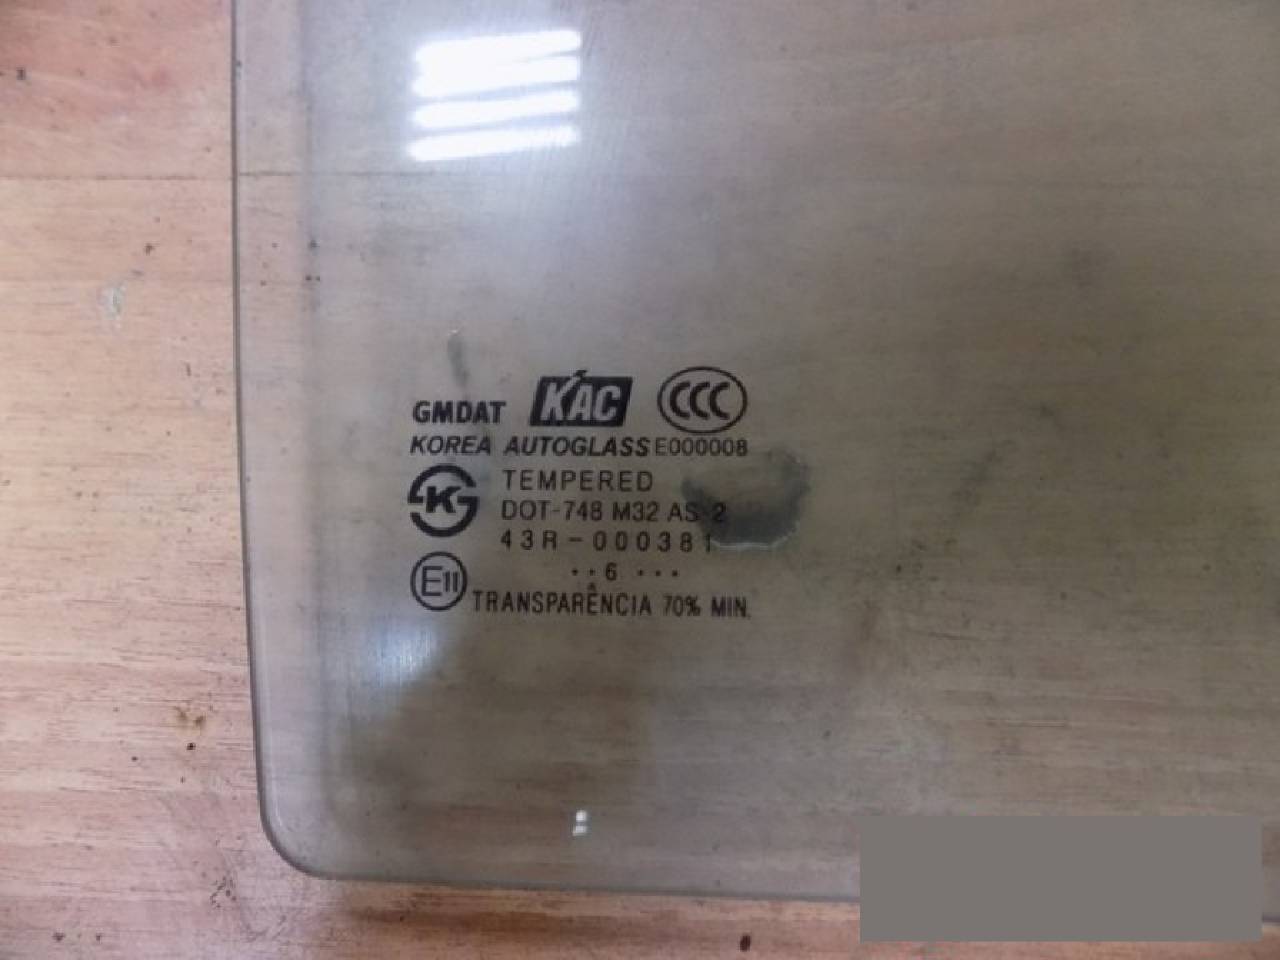 GMDAT KAC CCC
KOREA AUTOGLASS E000008
K TEMPERED
DOT-748 M32 AS-2
43R-000381
··6 ···
E11 TRANSPARÊNCIA 70% MIN.